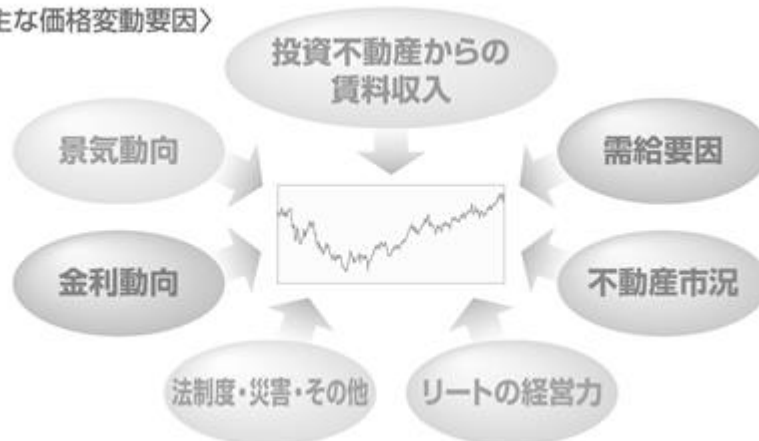 主な価格変動要因〉
投資不動産からの
賃料収入
景気動向
需給要因
金利動向
不動産市況
法制度・災害・その他
リートの経営力